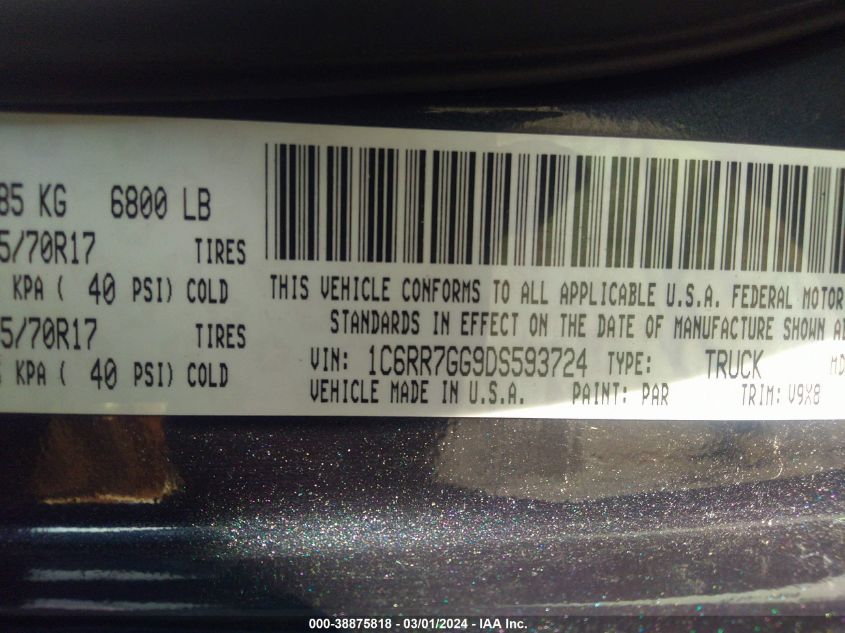 85 KG 6800 LB
5/70R17 TIRES
KPA ( 40 PSI) COLD
5/70R17 TIRES
KPA ( 40 PSI) COLD
THIS VEHICLE CONFORMS TO ALL APPLICABLE U.S.A. FEDERAL MOTOR
STANDARDS IN EFFECT ON THE DATE OF MANUFACTURE SHOWN A
VIN: 1C6RR7GG9DS593724 TYPE: TRUCK MD
VEHICLE MADE IN U.S.A. PAINT: PAR TRIM: V9X8
000-38875818 - 03/01/2024 - IAA Inc.